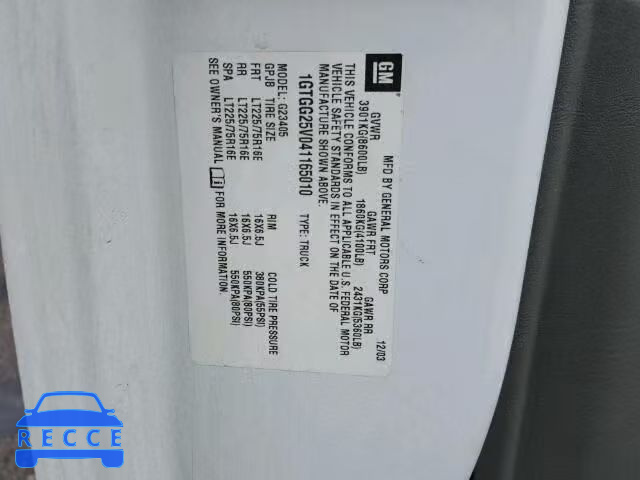 GM
MFD BY GENERAL MOTORS CORP 12/03
GVWR GAWR FRT GAWR RR
3901KG(8600LB) 1860KG(4100LB) 2431KG(5360LB)
THIS VEHICLE CONFORMS TO ALL APPLICABLE U.S. FEDERAL MOTOR
VEHICLE SAFETY STANDARDS IN EFFECT ON THE DATE OF
MANUFACTURE SHOWN ABOVE.
1GTGG25V041165010 TYPE: TRUCK
MODEL: G23405
GPJB TIRE SIZE RIM COLD TIRE PRESSURE
FRT LT225/75R16E 16X6.5J 380KPA(55PSI)
RR LT225/75R16E 16X6.5J 550KPA(80PSI)
SPA LT225/75R16E 16X6.5J 550KPA(80PSI)
SEE OWNER'S MANUAL FOR MORE INFORMATION.
RECCE